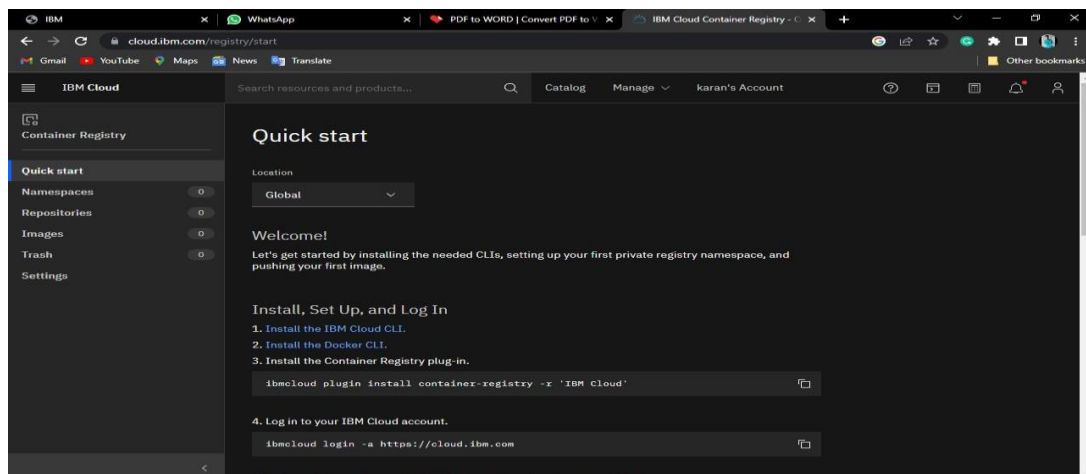 IBM
WhatsApp
PDF to WORD | Convert PDF to
IBM Cloud Container Registry -
cloud.ibm.com/registry/start
Gmail YouTube Maps News Translate Other bookmarks
IBM Cloud Search resources and products... Catalog Manage karan's Account
Container Registry
Quick start
Namespaces 0
Repositories 0
Images 0
Trash 0
Settings
Quick start
Location
Global
Welcome!
Let's get started by installing the needed CLIs, setting up your first private registry namespace, and
pushing your first image.
Install, Set Up, and Log In
1. Install the IBM Cloud CLI.
2. Install the Docker CLI.
3. Install the Container Registry plug-in.
ibmcloud plugin install container-registry -r 'IBM Cloud'
4. Log in to your IBM Cloud account.
ibmcloud login -a https://cloud.ibm.com